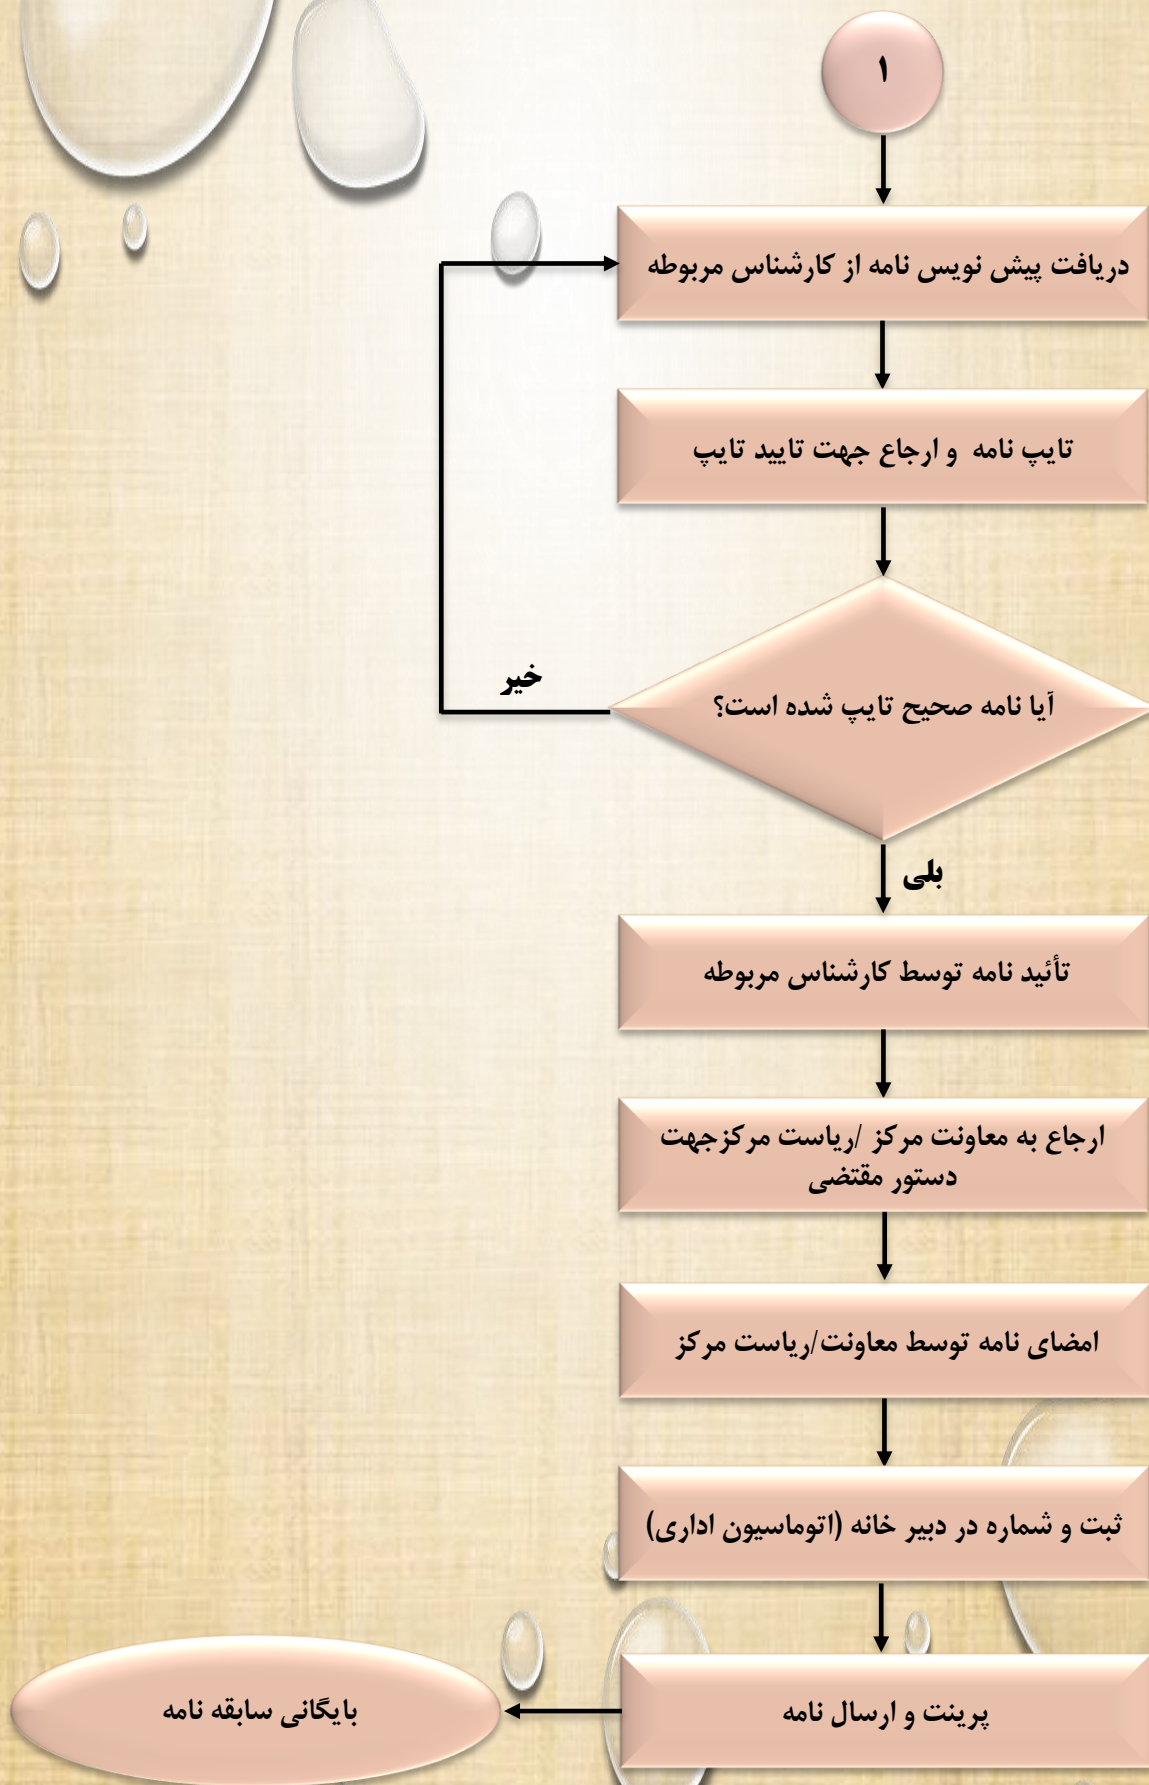 ۱
دریافت پیش نویس نامه از کارشناس مربوطه
تایپ نامه و ارجاع جهت تایید تایپ
آیا نامه صحیح تایپ شده است؟
خیر
بلی
تأئید نامه توسط کارشناس مربوطه
ارجاع به معاونت مرکز /ریاست مرکزجهت
دستور مقتضی
امضای نامه توسط معاونت/ریاست مرکز
ثبت و شماره در دبیر خانه (اتوماسیون اداری)
پرینت و ارسال نامه
بایگانی سابقه نامه